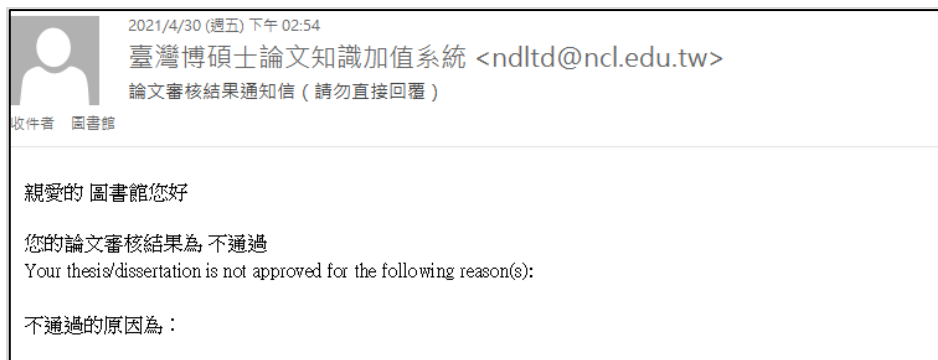 2021/4/30 (週五) 下午 02:54
臺灣博碩士論文知識加值系統 <ndltd@ncl.edu.tw>
論文審核結果通知信（請勿直接回覆）
收件者 圖書館
親愛的 圖書館您好
您的論文審核結果為 不通過
Your thesis/dissertation is not approved for the following reason(s):
不通過的原因為：